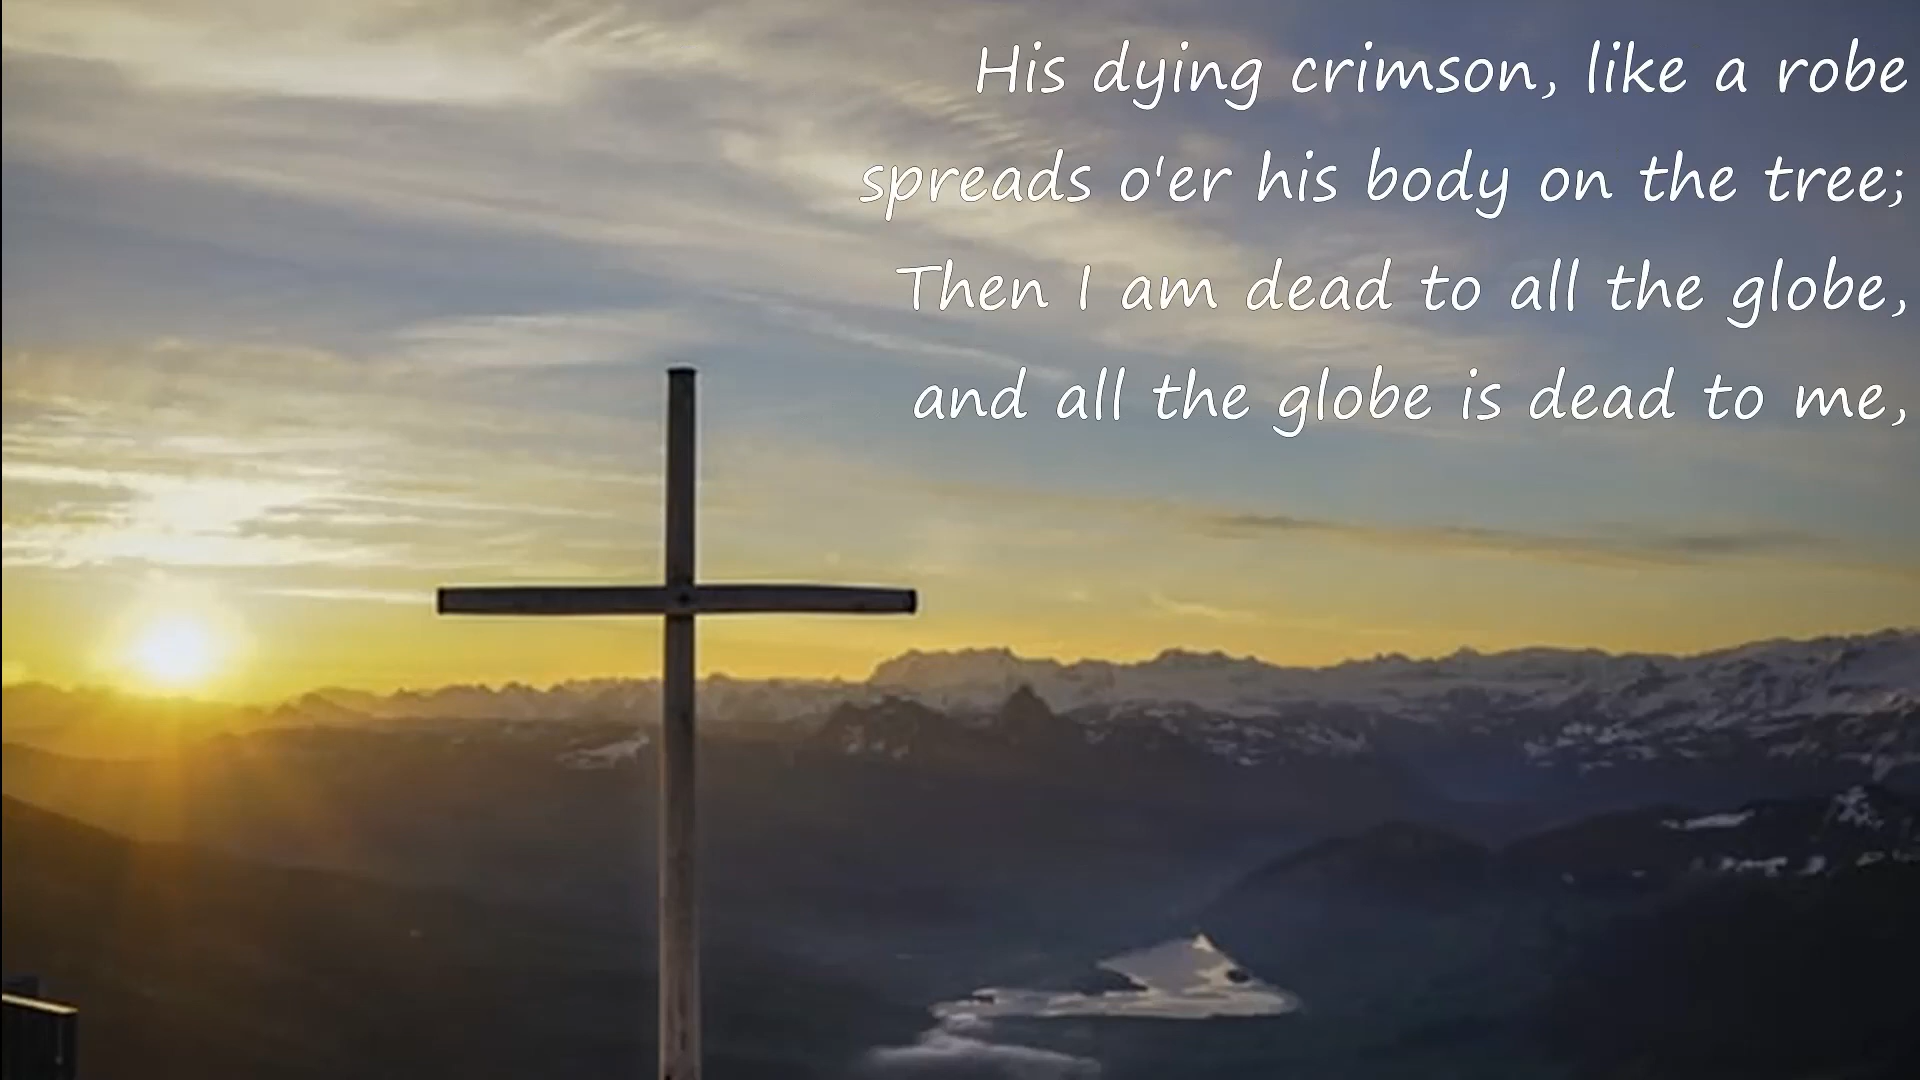 His dying crimson, like a robe
spreads o'er his body on the tree;
Then I am dead to all the globe,
and all the globe is dead to me,